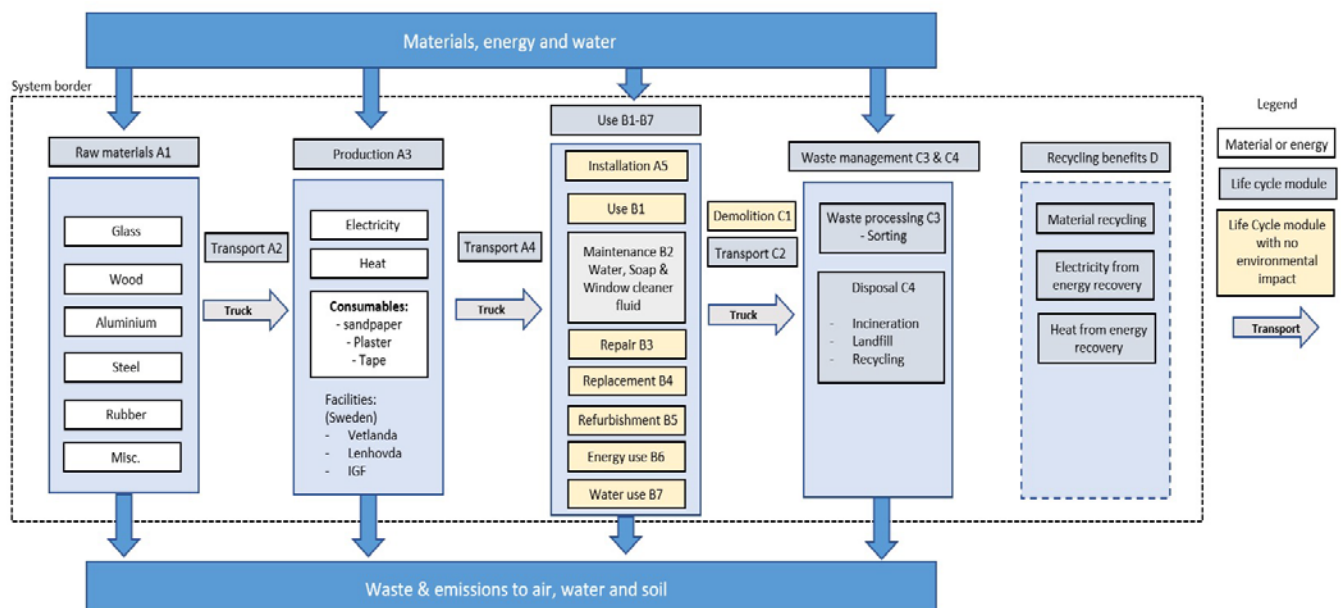 Materials, energy and water
System border
Raw materials A1
Glass
Wood
Aluminium
Steel
Rubber
Misc.
Transport A2
Truck
Production A3
Electricity
Heat
Consumables:
- sandpaper
- Plaster
- Tape
Facilities:
(Sweden)
- Vetlanda
- Lenhovda
- IGF
Transport A4
Truck
Use B1-B7
Installation A5
Use B1
Maintenance B2
Water, Soap &
Window cleaner
fluid
Repair B3
Replacement B4
Refurbishment B5
Energy use B6
Water use B7
Demolition C1
Transport C2
Truck
Waste management C3 & C4
Waste processing C3
- Sorting
Disposal C4
- Incineration
- Landfill
- Recycling
Recycling benefits D
Material recycling
Electricity from
energy recovery
Heat from energy
recovery
Legend
Material or energy
Life cycle module
Life Cycle module
with no
environmental
impact
Transport
Waste & emissions to air, water and soil